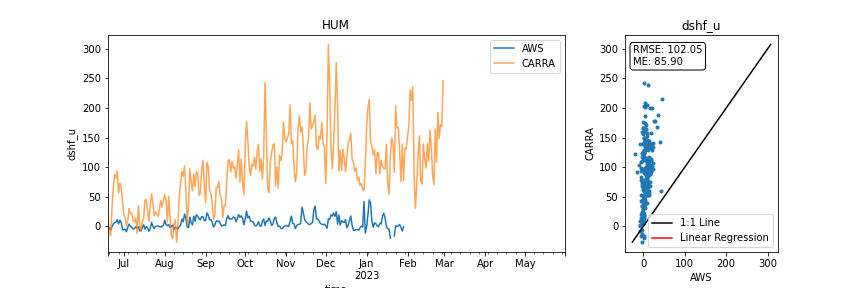 HUM
dshf_u
300
250
200
150
100
50
0
AWS
CARRA
Jul Aug Sep Oct Nov Dec Jan Feb Mar Apr May
2023
time
dshf_u
CARRA
300
250
200
150
100
50
0
RMSE: 102.05
ME: 85.90
1:1 Line
Linear Regression
0 100 200 300
AWS